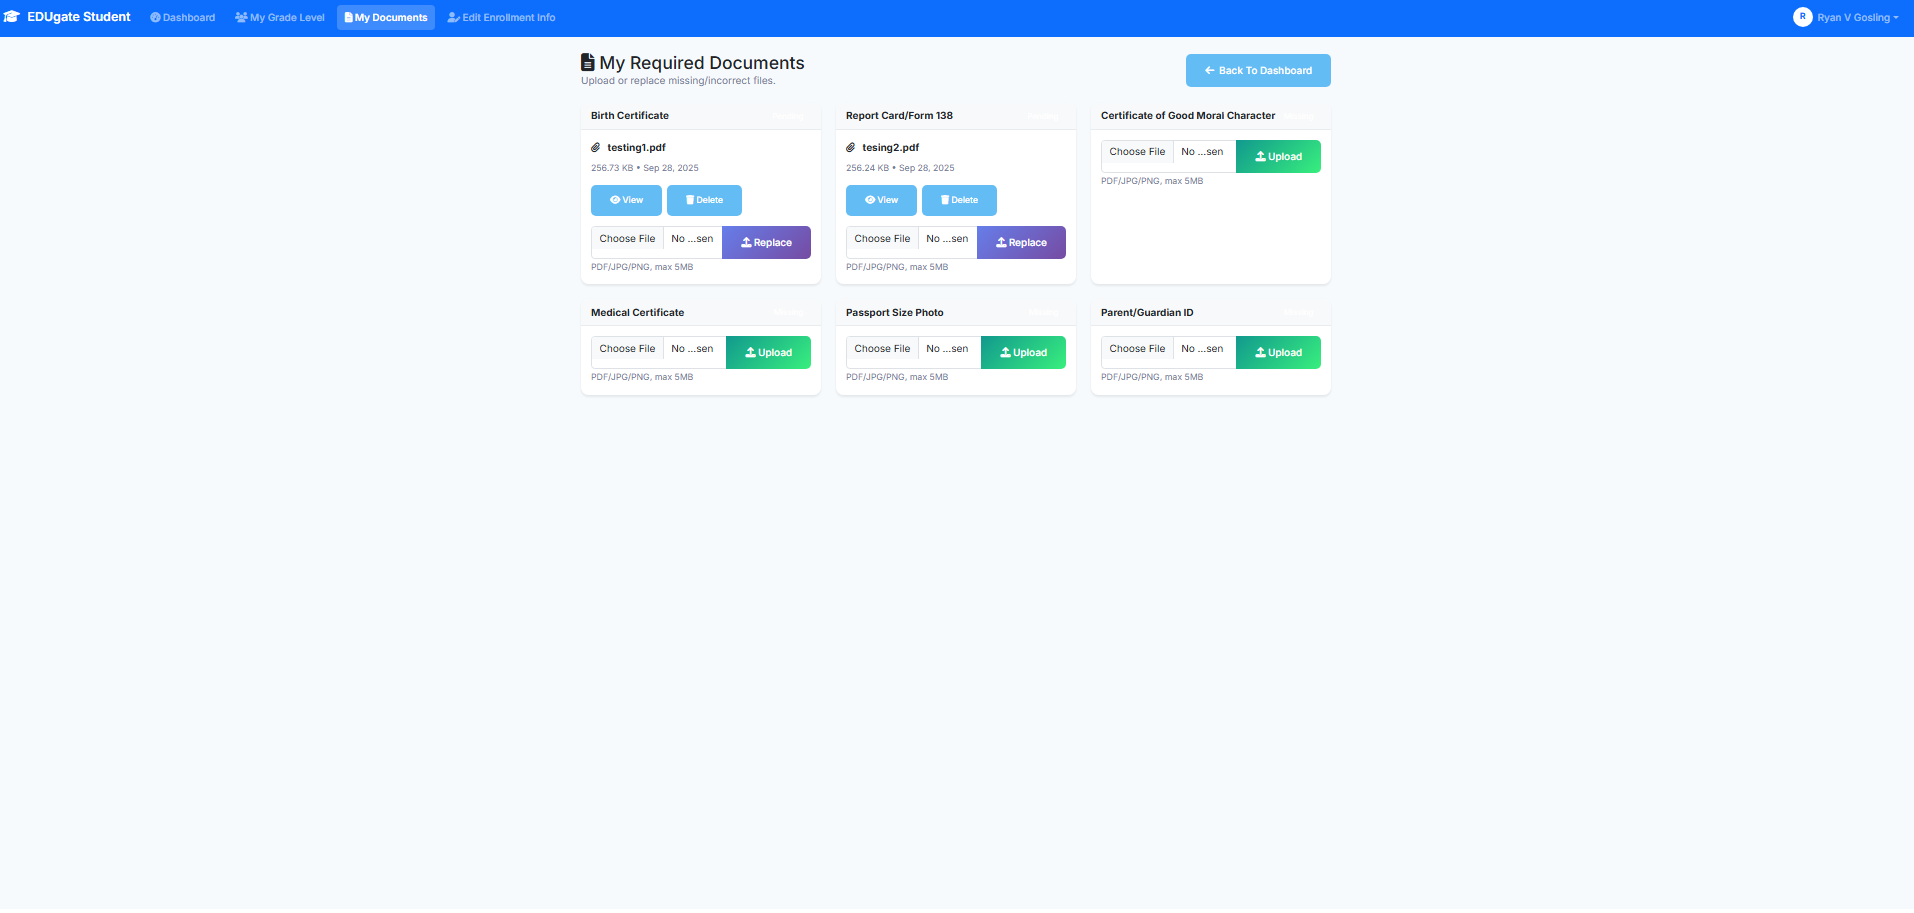 EDUgate Student Dashboard My Grade Level My Documents Edit Enrollment Info R Ryan V Gosling
My Required Documents
Upload or replace missing/incorrect files.
Back To Dashboard
Birth Certificate
testing1.pdf
256.73 KB • Sep 28, 2025
View Delete
Choose File No ...sen Replace
PDF/JPG/PNG, max 5MB
Report Card/Form 138
tesing2.pdf
256.24 KB • Sep 28, 2025
View Delete
Choose File No ...sen Replace
PDF/JPG/PNG, max 5MB
Certificate of Good Moral Character
Choose File No ...sen Upload
PDF/JPG/PNG, max 5MB
Medical Certificate
Choose File No ...sen Upload
PDF/JPG/PNG, max 5MB
Passport Size Photo
Choose File No ...sen Upload
PDF/JPG/PNG, max 5MB
Parent/Guardian ID
Choose File No ...sen Upload
PDF/JPG/PNG, max 5MB